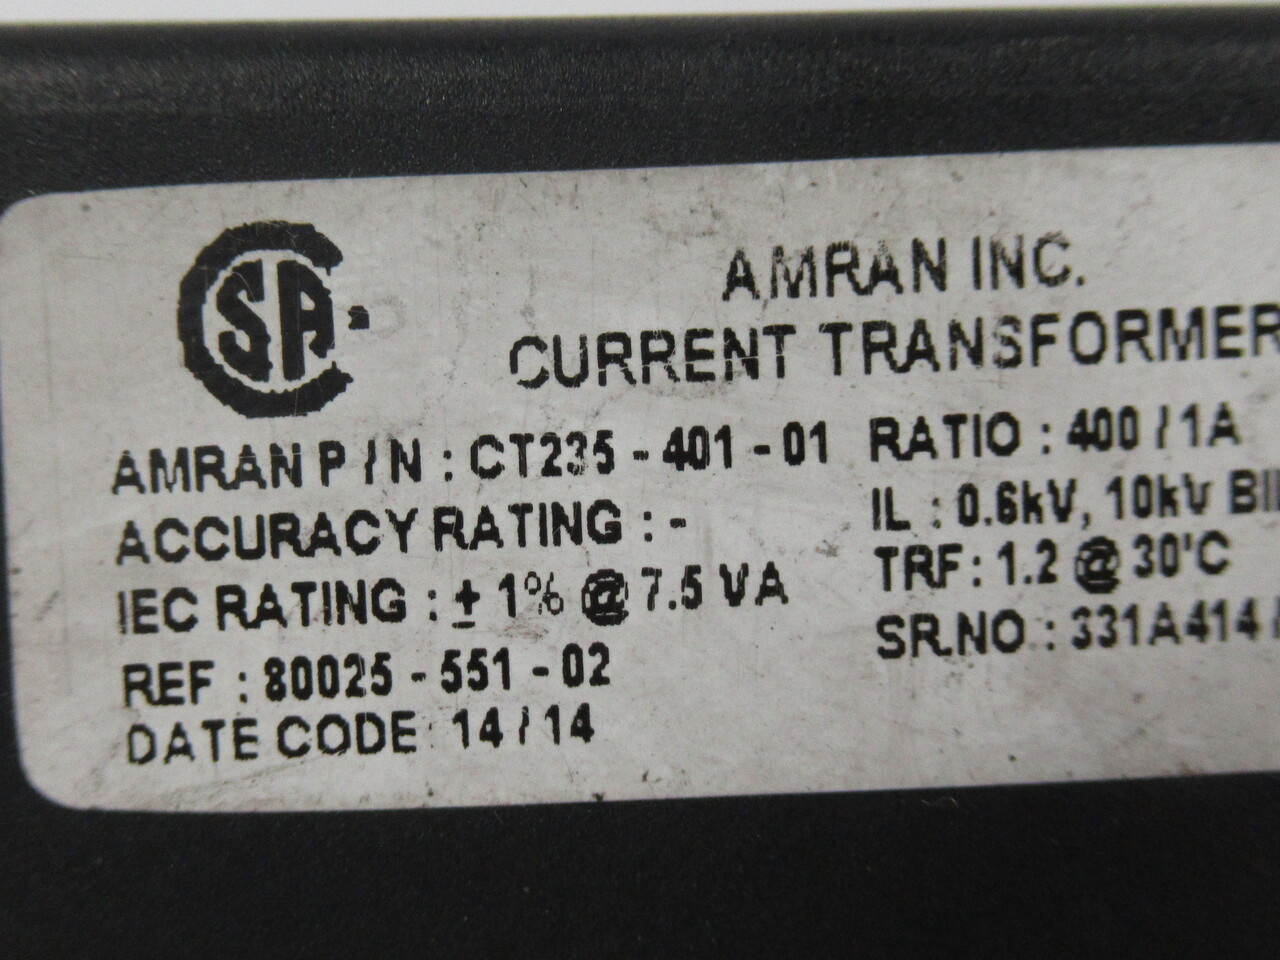 CSA
AMRAN INC.
CURRENT TRANSFORMER
AMRAN P/N : CT235-401-01 RATIO : 400/1A
ACCURACY RATING : - IL : 0.6kV, 10kV
IEC RATING : ± 1% @ 7.5 VA TRF : 1.2 @ 30'C
REF : 80025-551-02 SR.NO : 331A414/
DATE CODE : 14/14